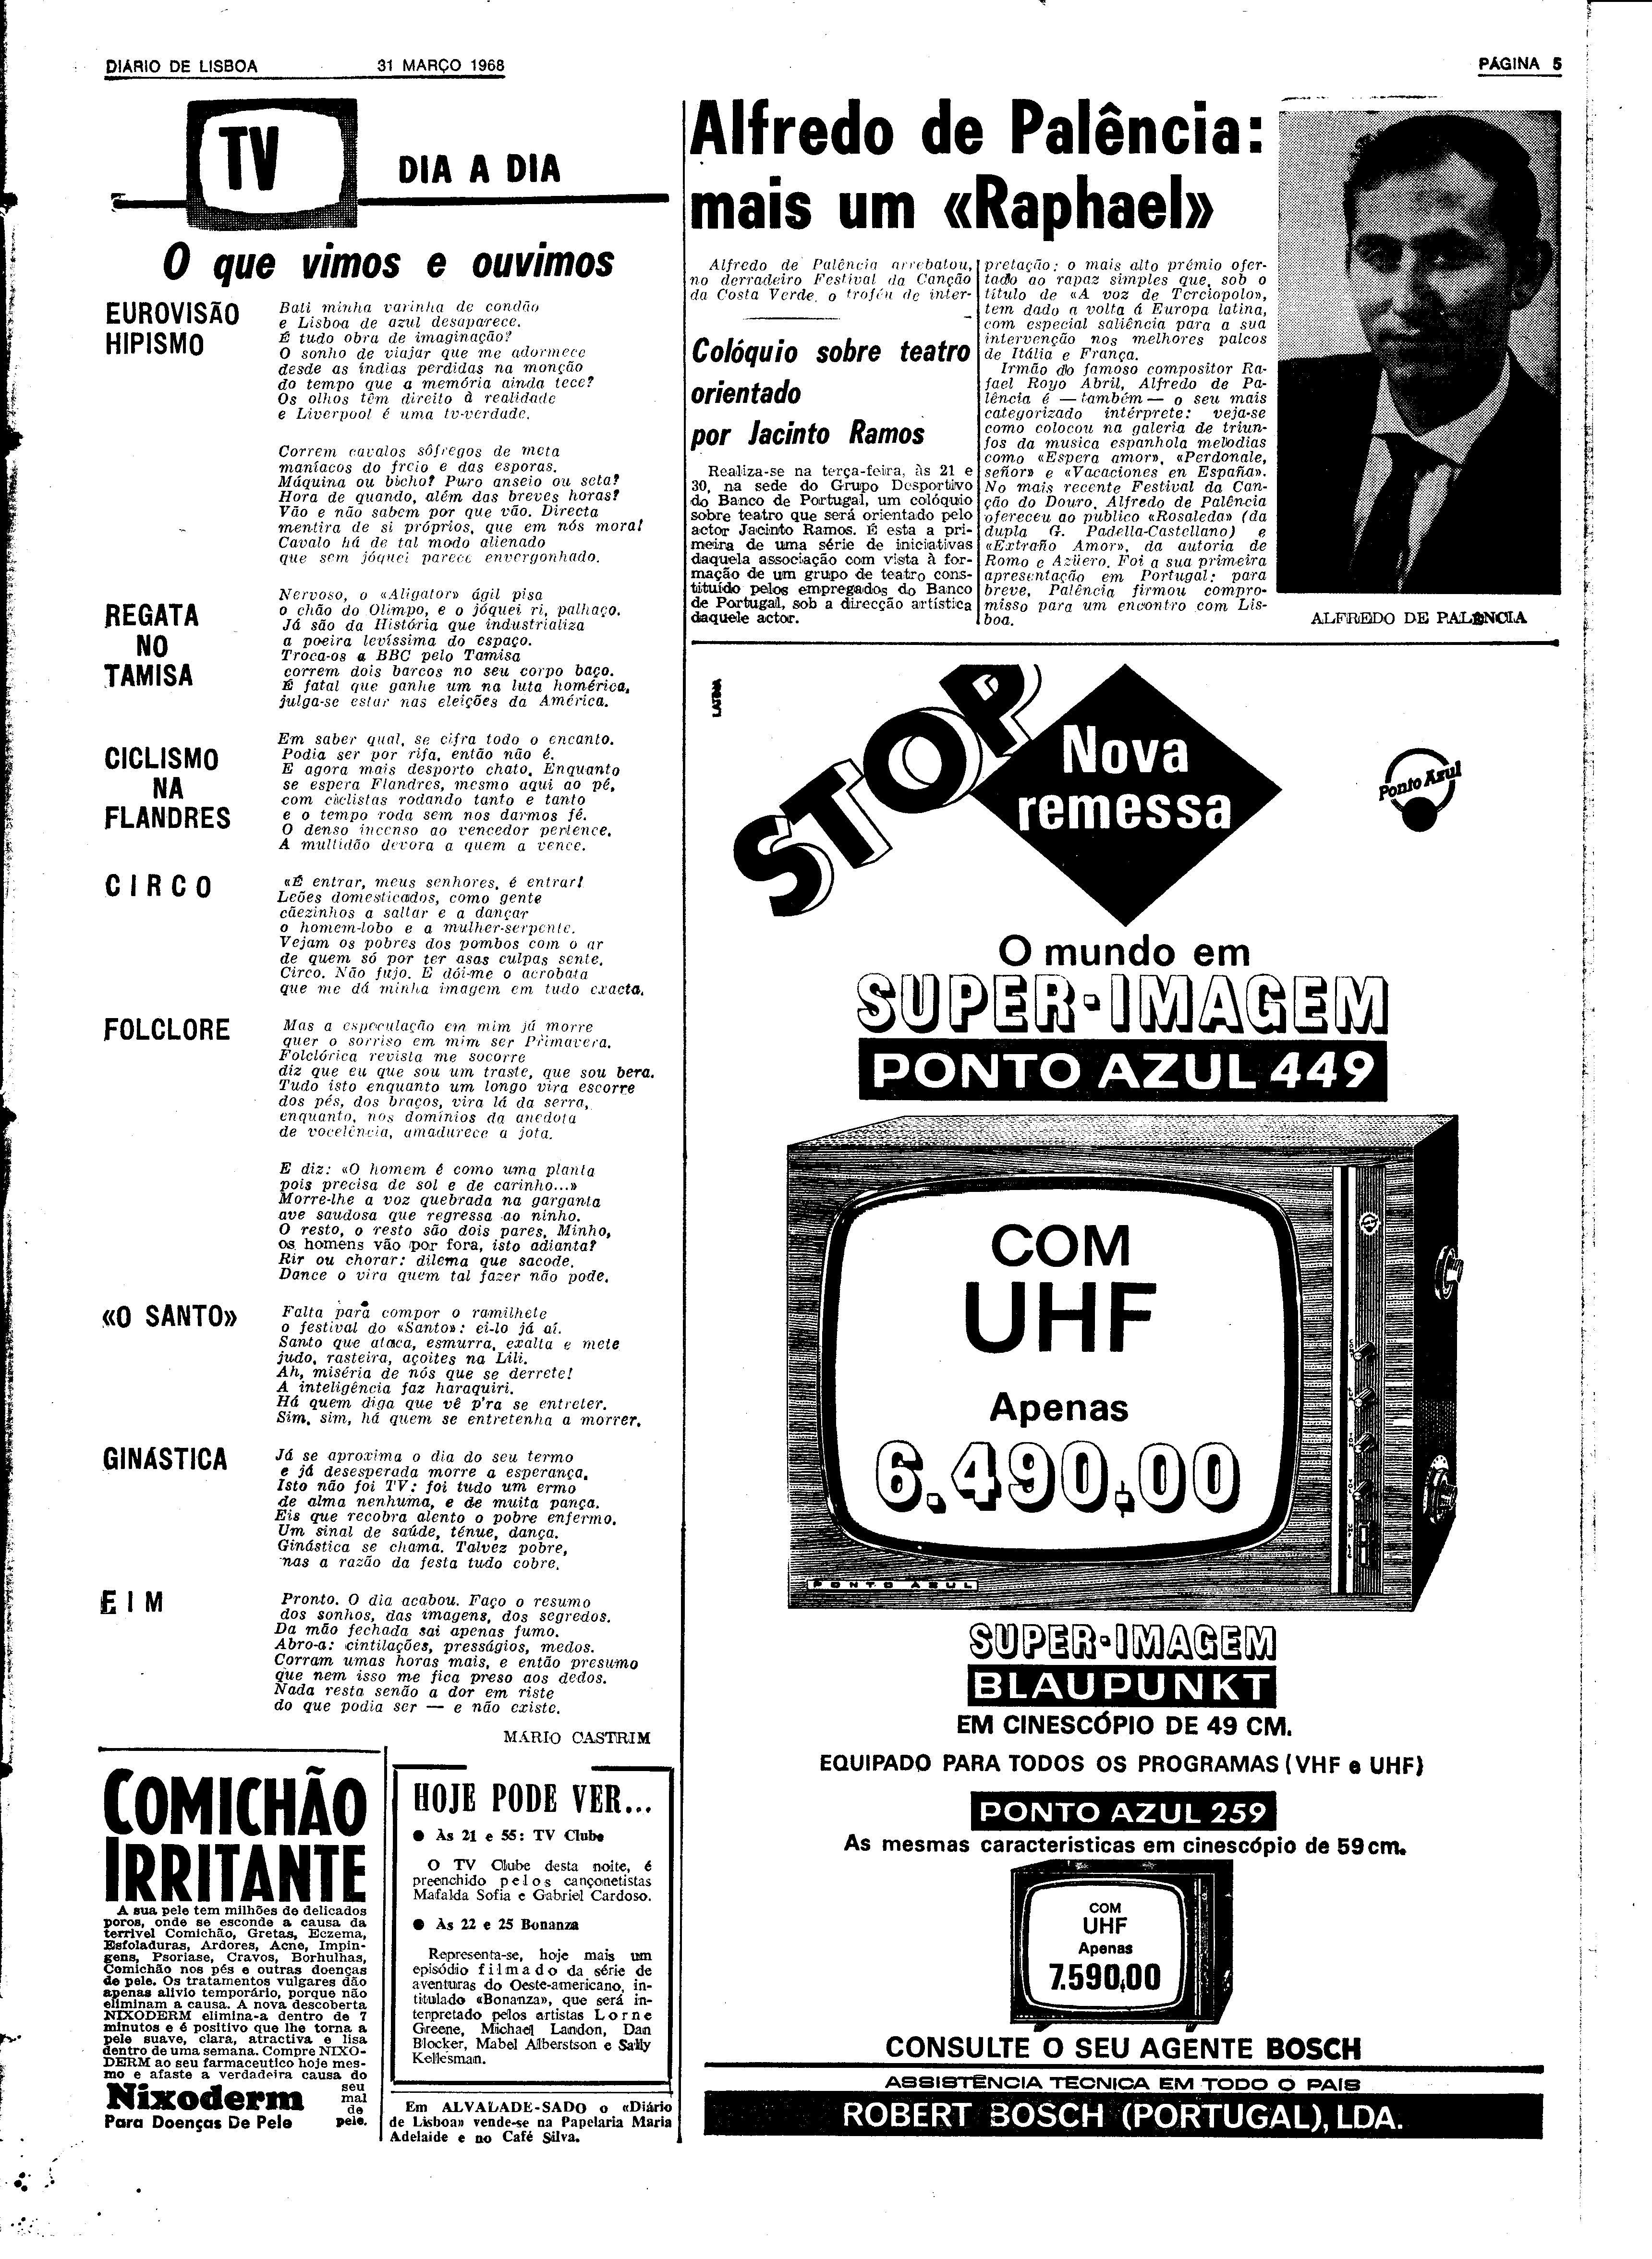 DIÁRIO DE LISBOA
31 MARÇO 1968
PÁGINA 5
TV
DIA A DIA
O que vimos e ouvimos
EUROVISÃO
HIPISMO
Bati minha varinha de condão
e Lisboa de azul desaparece.
É tudo obra de imaginação?
O sonho de viajar que me adormece
desde as índias perdidas na monção
do tempo que a memória ainda tece?
Os olhos têm direito à realidade
e Liverpool é uma tv-verdade.
Correm cavalos sôfregos de meta
maníacos do freio e das esporas.
Máquina ou bicho? Puro anseio ou seta?
Hora de quando, além das breves horas?
Vão e não sabem por que vão. Directa
mentira de si próprios, que em nós mora!
Cavalo há de tal modo alienado
que sem jóquei parece envergonhado.
REGATA
NO
TAMISA
Nervoso, o «Aligator» ágil pisa
o chão do Olimpo, e o jóquei ri, palhaço.
Já são da História que industrializa
a poeira levíssima do espaço.
Troca-os a BBC pelo Tamisa
correm dois barcos no seu corpo baço.
É fatal que ganhe um na luta homérica,
julga-se estar nas eleições da América.
CICLISMO
NA
FLANDRES
Em saber qual, se cifra todo o encanto.
Podia ser por rifa, então não é.
E agora mais desporto chato. Enquanto
se espera Flandres, mesmo aqui ao pé,
com ciclistas rodando tanto e tanto
e o tempo roda sem nos darmos fé.
O denso incenso ao vencedor pertence.
A multidão devora a quem a vence.
CIRCO
«É entrar, meus senhores, é entrar!
Leões domesticados, como gente
cãezinhos a saltar e a dançar
o homem-lobo e a mulher-serpente.
Vejam os pobres dos pombos com o ar
de quem só por ter asas culpas sente.
Circo. Não fujo. E dói-me o acrobata
que me dá minha imagem em tudo exacta.
FOLCLORE
Mas a especulação em mim já morre
quer o sorriso em mim ser Primavera.
Folclórica revista me socorre
diz que eu que sou um traste, que sou bera.
Tudo isto enquanto um longo vira escorre
dos pés, dos braços, vira lá da serra,
enquanto, nos domínios da anedota
de vocelência, amadurece a jota.
E diz: «O homem é como uma planta
pois precisa de sol e de carinho...»
Morre-lhe a voz quebrada na garganta
ave saudosa que regressa ao ninho.
O resto, o resto são dois pares, Minho,
os homens vão por fora, isto adianta?
Rir ou chorar: dilema que sacode.
Dance o vira quem tal fazer não pode.
«O SANTO»
Falta para compor o ramilhete
o festival do «Santo»: ei-lo já aí.
Santo que ataca, esmurra, exalta e mete
judo, rasteira, açoites na Lili.
Ah, miséria de nós que se derrete!
A inteligência faz haraquiri.
Há quem diga que vê p'ra se entreter.
Sim, sim, há quem se entretenha a morrer.
GINÁSTICA
Já se aproxima o dia do seu termo
e já desesperada morre a esperança.
Isto não foi TV: foi tudo um ermo
de alma nenhuma, e de muita pança.
Eis que recobra alento o pobre enfermo.
Um sinal de saúde, ténue, dança.
Ginástica se chama. Talvez pobre,
mas a razão da festa tudo cobre.
EIM
Pronto. O dia acabou. Faço o resumo
dos sonhos, das imagens, dos segredos.
Da mão fechada sai apenas fumo.
Abro-a: cintilações, presságios, medos.
Corram umas horas mais, e então presumo
que nem isso me fica preso aos dedos.
Nada resta senão a dor em riste
do que podia ser — e não existe.
MÁRIO CASTRIM
COMICHÃO
IRRITANTE
A sua pele tem milhões de delicados
poros, onde se esconde a causa da
terrivel Comichão, Gretas, Eczema,
Esfoladuras, Ardores, Acne, Impin-
gens, Psoriase, Cravos, Borhulhas,
Comichão nos pés e outras doenças
de pele. Os tratamentos vulgares dão
apenas alivio temporário, porque não
eliminam a causa. A nova descoberta
NIXODERM elimina-a dentro de 7
minutos e é positivo que lhe torna a
pele suave, clara, atractiva e lisa
dentro de uma semana. Compre NIXO-
DERM ao seu farmaceutico hoje mes-
mo e afaste a verdadeira causa do
seu
mal
de
pele.
Nixoderm
Para Doenças De Pele
HOJE PODE VER...
● Às 21 e 55: TV Clube
O TV Clube desta noite, é
preenchido pelos cançonetistas
Mafalda Sofia e Gabriel Cardoso.
● Às 22 e 25 Bonanza
Representa-se, hoje mais um
episódio filmado da série de
aventuras do Oeste-americano, in-
titulado «Bonanza», que será in-
terpretado pelos artistas Lorne
Greene, Michael Landon, Dan
Blocker, Mabel Alberstson e Sally
Kellesman.
Em ALVALADE-SADO o «Diário
de Lisboa» vende-se na Papelaria Maria
Adelaide e no Café Silva.
Alfredo de Palência:
mais um «Raphael»
Alfredo de Palência arrebatou,
no derradeiro Festival da Canção
da Costa Verde, o troféu de inter-
pretação: o mais alto prémio ofer-
tado ao rapaz simples que, sob o
título de «A voz de Terciopolo»,
tem dado a volta á Europa latina,
com especial saliência para a sua
intervenção nos melhores palcos
de Itália e França.
Irmão do famoso compositor Ra-
fael Royo Abril, Alfredo de Pa-
lência é — também — o seu mais
categorizado intérprete: veja-se
como colocou na galeria de triun-
fos da musica espanhola melodias
como «Espera amor», «Perdonale,
señor» e «Vacaciones en España».
No mais recente Festival da Can-
ção do Douro, Alfredo de Palência
ofereceu ao publico «Rosaleda» (da
dupla G. Padella-Castellano) e
«Extraño Amor», da autoria de
Romo e Azüero. Foi a sua primeira
apresentação em Portugal: para
breve, Palência firmou compro-
misso para um encontro com Lis-
boa.
ALFREDO DE PALÊNCIA
Colóquio sobre teatro
orientado
por Jacinto Ramos
Realiza-se na terça-feira, às 21 e
30, na sede do Grupo Desportivo
do Banco de Portugal, um colóquio
sobre teatro que será orientado pelo
actor Jacinto Ramos. É esta a pri-
meira de uma série de iniciativas
daquela associação com vista à for-
mação de um grupo de teatro cons-
tituído pelos empregados do Banco
de Portugal, sob a direcção artística
daquele actor.
LATINA
STOP
Nova
remessa
Ponto Azul
O mundo em
SUPER-IMAGEM
PONTO AZUL 449
COM
UHF
Apenas
6.490,00
PONTO AZUL
SUPER-IMAGEM
BLAUPUNKT
EM CINESCÓPIO DE 49 CM.
EQUIPADO PARA TODOS OS PROGRAMAS (VHF e UHF)
PONTO AZUL 259
As mesmas caracteristicas em cinescópio de 59cm.
COM
UHF
Apenas
7.590,00
CONSULTE O SEU AGENTE BOSCH
ASSISTÊNCIA TECNICA EM TODO O PAIS
ROBERT BOSCH (PORTUGAL), LDA.